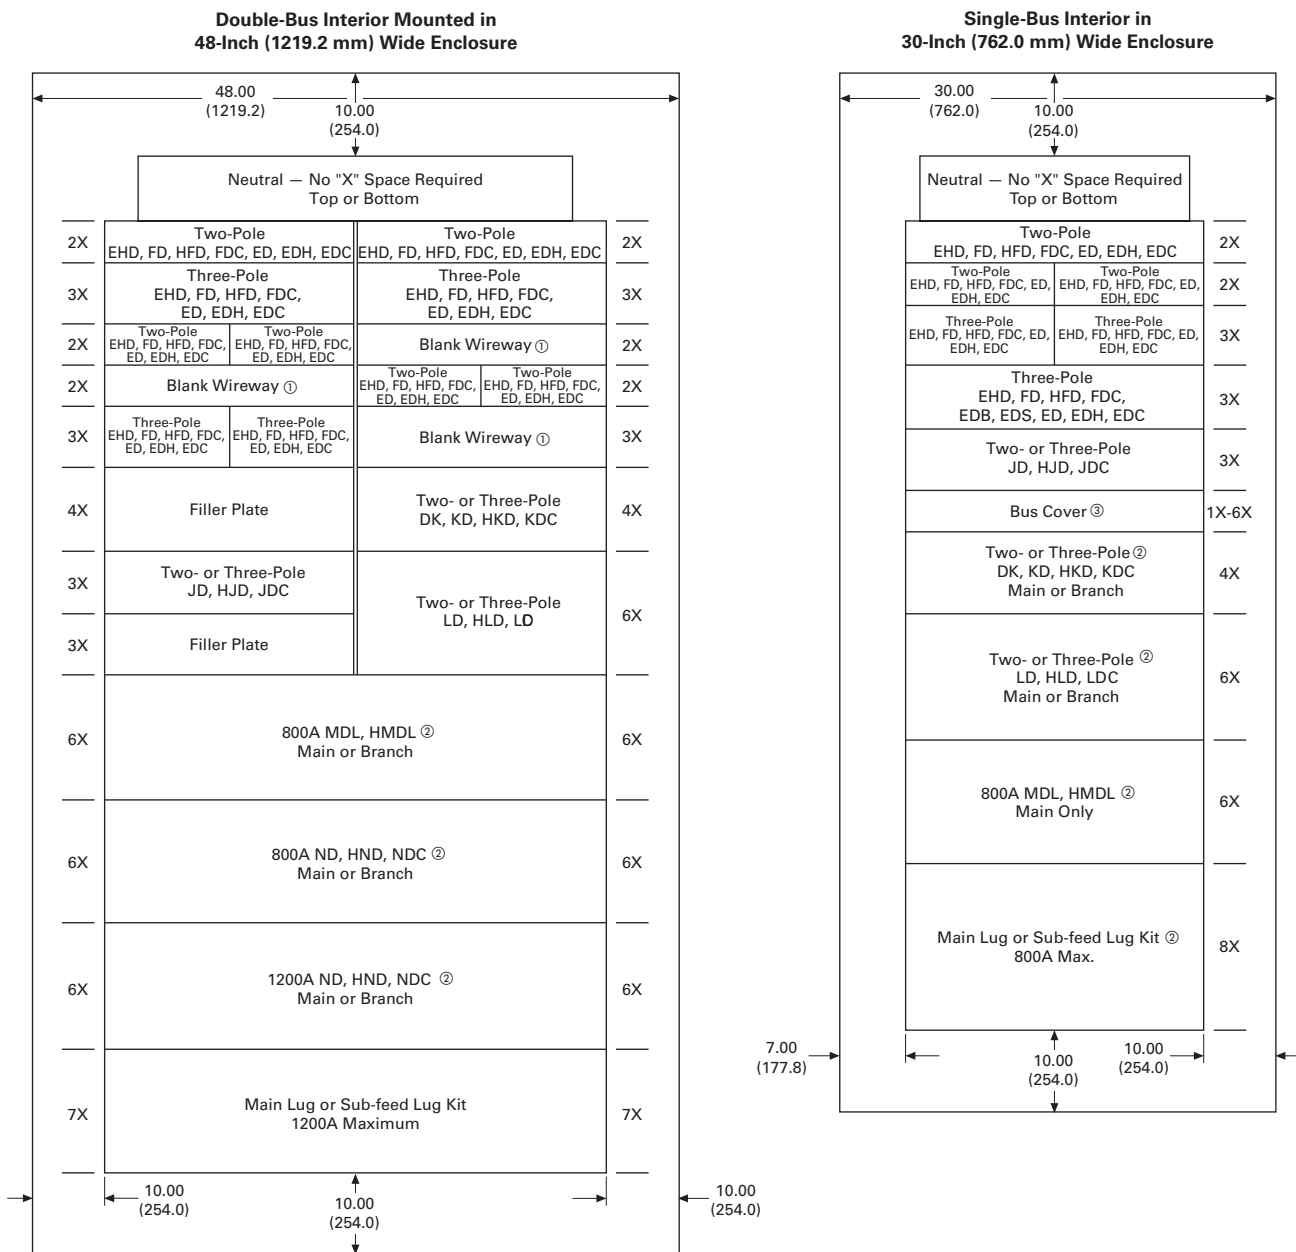 Double-Bus Interior Mounted in
48-Inch (1219.2 mm) Wide Enclosure
48.00
(1219.2)
10.00
(254.0)
Neutral — No "X" Space Required
Top or Bottom
2X
Two-Pole
EHD, FD, HFD, FDC, ED, EDH, EDC
Two-Pole
EHD, FD, HFD, FDC, ED, EDH, EDC
2X
3X
Three-Pole
EHD, FD, HFD, FDC,
ED, EDH, EDC
Three-Pole
EHD, FD, HFD, FDC,
ED, EDH, EDC
3X
2X
Two-Pole
EHD, FD, HFD, FDC,
ED, EDH, EDC
Two-Pole
EHD, FD, HFD, FDC,
ED, EDH, EDC
Blank Wireway ①
2X
2X
Blank Wireway ①
Two-Pole
EHD, FD, HFD, FDC,
ED, EDH, EDC
Two-Pole
EHD, FD, HFD, FDC,
ED, EDH, EDC
2X
3X
Three-Pole
EHD, FD, HFD, FDC,
ED, EDH, EDC
Three-Pole
EHD, FD, HFD, FDC,
ED, EDH, EDC
Blank Wireway ①
3X
4X
Filler Plate
Two- or Three-Pole
DK, KD, HKD, KDC
4X
3X
Two- or Three-Pole
JD, HJD, JDC
Two- or Three-Pole
LD, HLD,
6X
3X
Filler Plate
6X
800A MDL, HMDL ②
Main or Branch
6X
6X
800A ND, HND, NDC ②
Main or Branch
6X
6X
1200A ND, HND, NDC ②
Main or Branch
6X
7X
Main Lug or Sub-feed Lug Kit
1200A Maximum
7X
10.00
(254.0)
10.00
(254.0)
10.00
(254.0)
Single-Bus Interior in
30-Inch (762.0 mm) Wide Enclosure
30.00
(762.0)
10.00
(254.0)
Neutral — No "X" Space Required
Top or Bottom
Two-Pole
EHD, FD, HFD, FDC, ED, EDH, EDC
2X
Two-Pole
EHD, FD, HFD, FDC, ED,
EDH, EDC
Two-Pole
EHD, FD, HFD, FDC, ED,
EDH, EDC
2X
Three-Pole
EHD, FD, HFD, FDC, ED,
EDH, EDC
Three-Pole
EHD, FD, HFD, FDC, ED,
EDH, EDC
3X
Three-Pole
EHD, FD, HFD, FDC,
EDB, EDS, ED, EDH, EDC
3X
Two- or Three-Pole
JD, HJD, JDC
3X
Bus Cover ③
1X-6X
Two- or Three-Pole ②
DK, KD, HKD, KDC
Main or Branch
4X
Two- or Three-Pole ②
LD, HLD, LDC
Main or Branch
6X
800A MDL, HMDL ②
Main Only
6X
Main Lug or Sub-feed Lug Kit ②
800A Max.
8X
7.00
(177.8)
10.00
(254.0)
10.00
(254.0)